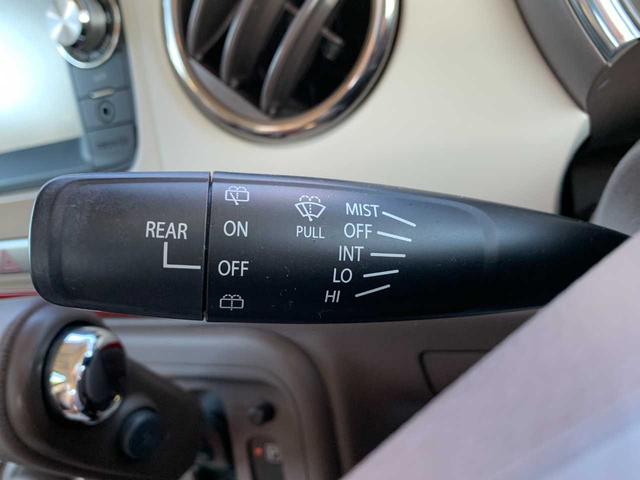 REAR
ON
OFF
PULL
MIST
OFF
INT
LO
HI